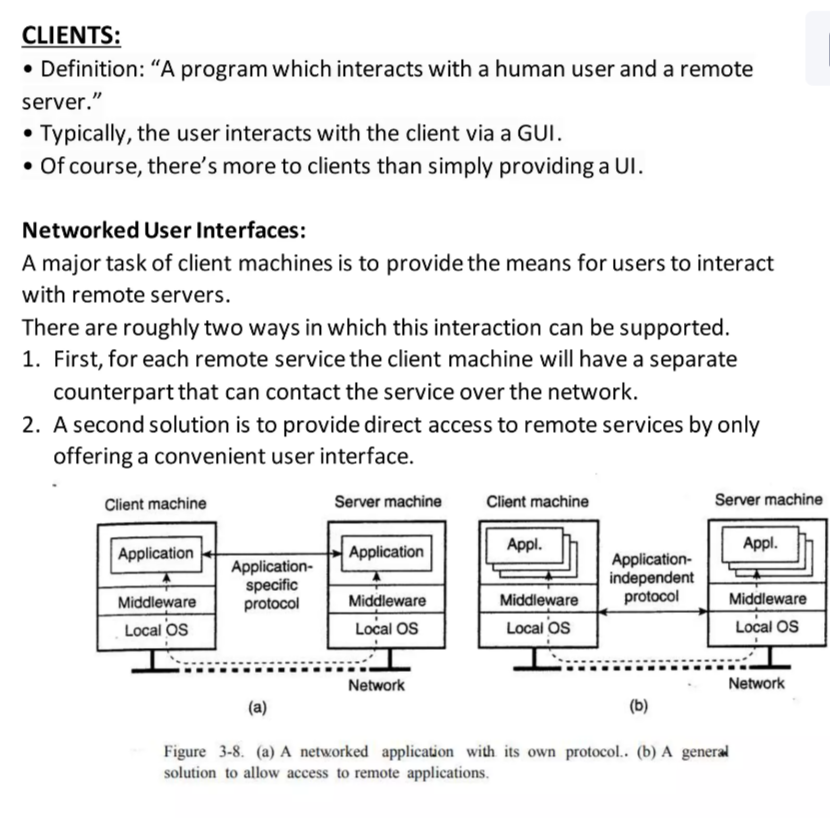 CLIENTS:
• Definition: “A program which interacts with a human user and a remote
server.”
• Typically, the user interacts with the client via a GUI.
• Of course, there’s more to clients than simply providing a UI.
Networked User Interfaces:
A major task of client machines is to provide the means for users to interact
with remote servers.
There are roughly two ways in which this interaction can be supported.
1. First, for each remote service the client machine will have a separate
counterpart that can contact the service over the network.
2. A second solution is to provide direct access to remote services by only
offering a convenient user interface.
Client machine
Server machine
Application
Application
Application-
specific
protocol
Middleware
Middleware
Local OS
Local OS
Network
(a)
Client machine
Server machine
Appl.
Appl.
Application-
independent
protocol
Middleware
Middleware
Local OS
Local OS
Network
(b)
Figure 3-8. (a) A networked application with its own protocol.. (b) A general
solution to allow access to remote applications.